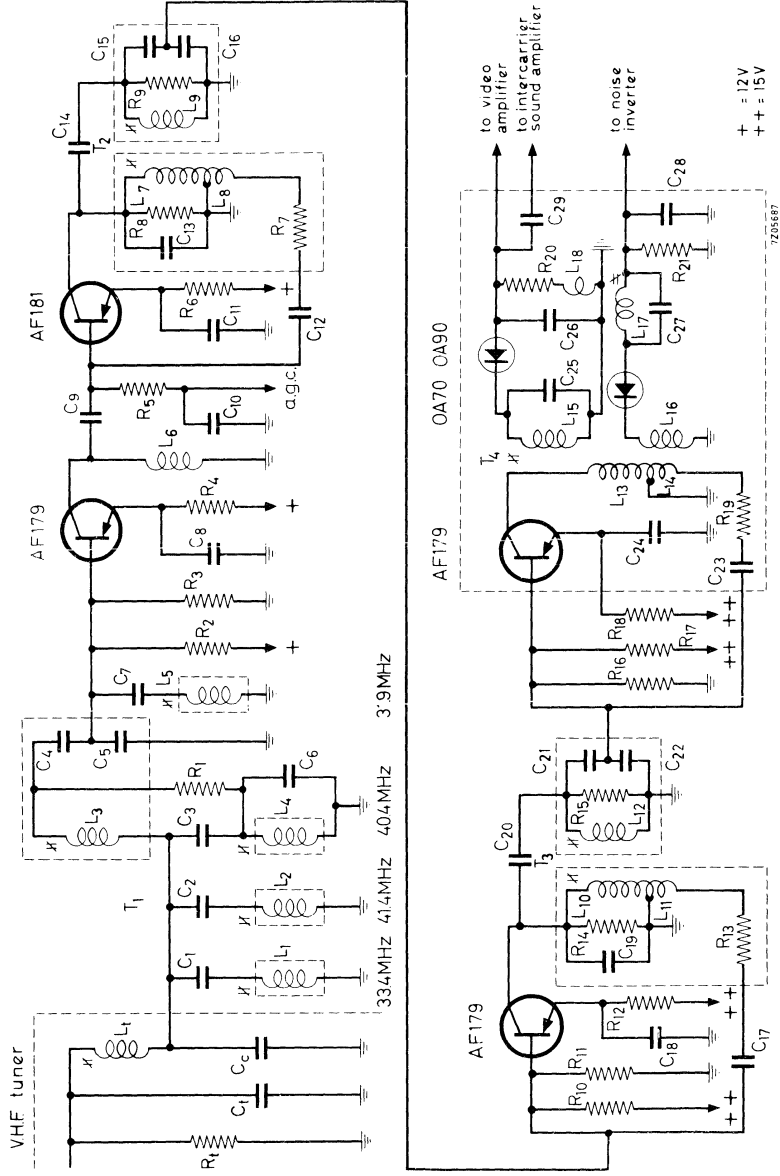 V.H.F. tuner
Rt
Ct
Cc
Lt
T1
C1
L1
33.4MHz
C2
L2
41.4MHz
C3
L4
40.4MHz
C6
R1
L3
C4
C5
C7
L5
31.9MHz
R2
+
R3
AF179
C8
R4
+
L6
C9
R5
C10
a.g.c.
AF181
C11
R6
+
C12
R7
R8
C13
L7
L8
C14
T2
R9
L9
C15
C16
AF179
R10
++
R11
C18
R12
++
C17
R13
R14
C19
L10
L11
C20
T3
R15
L12
C21
C22
R16
R17
++
R18
++
AF179
C24
C23
R19
L13
L14
T4
L15
L16
OA70 OA90
C25
C26
L17
C27
R20
L18
R21
C28
C29
to video
amplifier
to intercarrier
sound amplifier
to noise
inverter
+ = 12V
++ = 15V
7Z05687